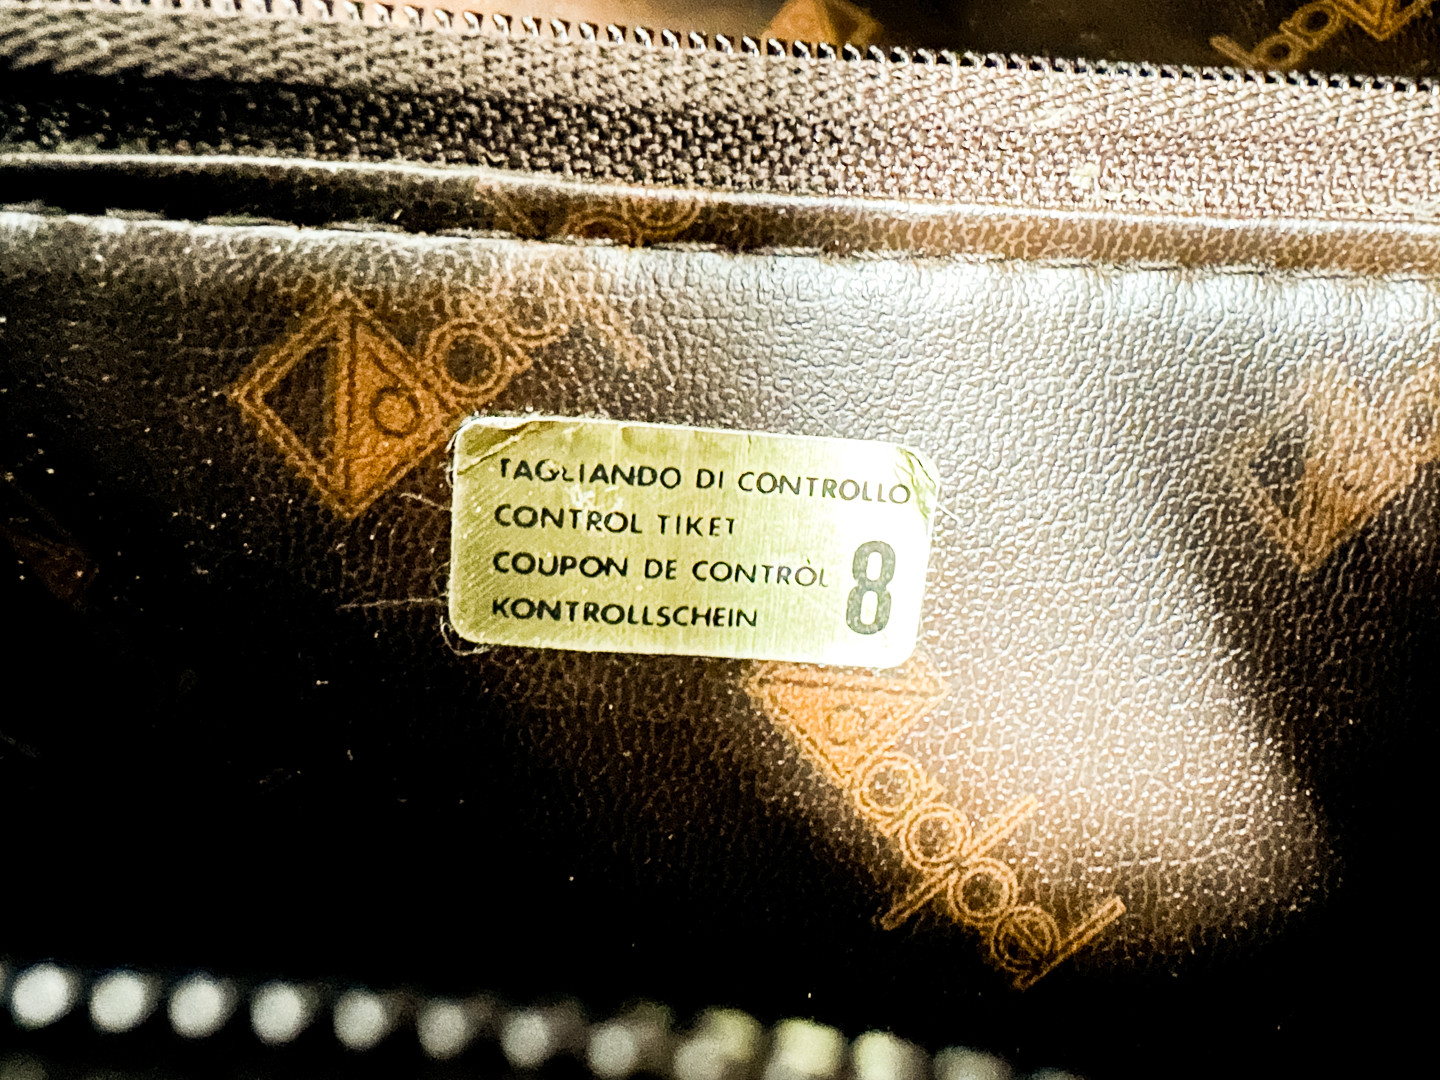 TAGLIANDO DI CONTROLLO
CONTROL TIKET
COUPON DE CONTRÒL
KONTROLLSCHEIN
8